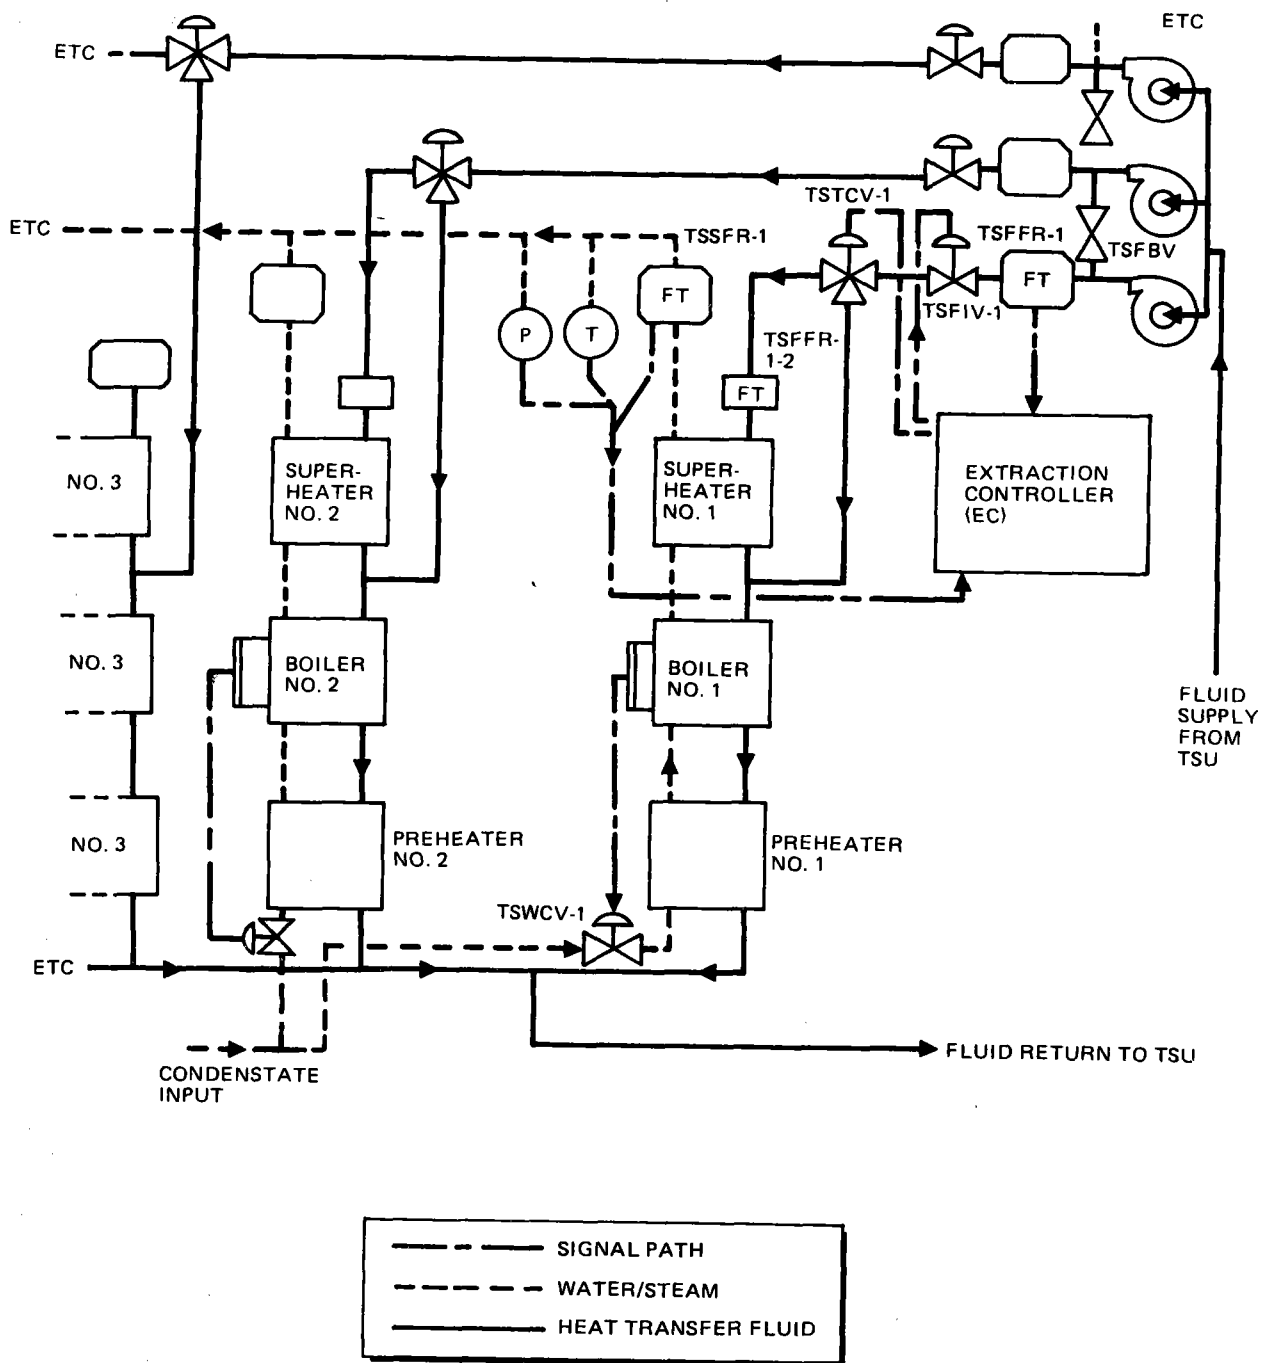 ETC
ETC
TSTCV-1
ETC
TSSFR-1
TSFFR-1
TSFBV
FT
FT
TSFIV-1
P
T
TSFFR-
1-2
FT
NO. 3
SUPER-
HEATER
NO. 2
SUPER-
HEATER
NO. 1
EXTRACTION
CONTROLLER
(EC)
NO. 3
BOILER
NO. 2
BOILER
NO. 1
FLUID
SUPPLY
FROM
TSU
NO. 3
PREHEATER
NO. 2
PREHEATER
NO. 1
TSWCV-1
ETC
FLUID RETURN TO TSU
CONDENSTATE
INPUT
SIGNAL PATH
WATER/STEAM
HEAT TRANSFER FLUID